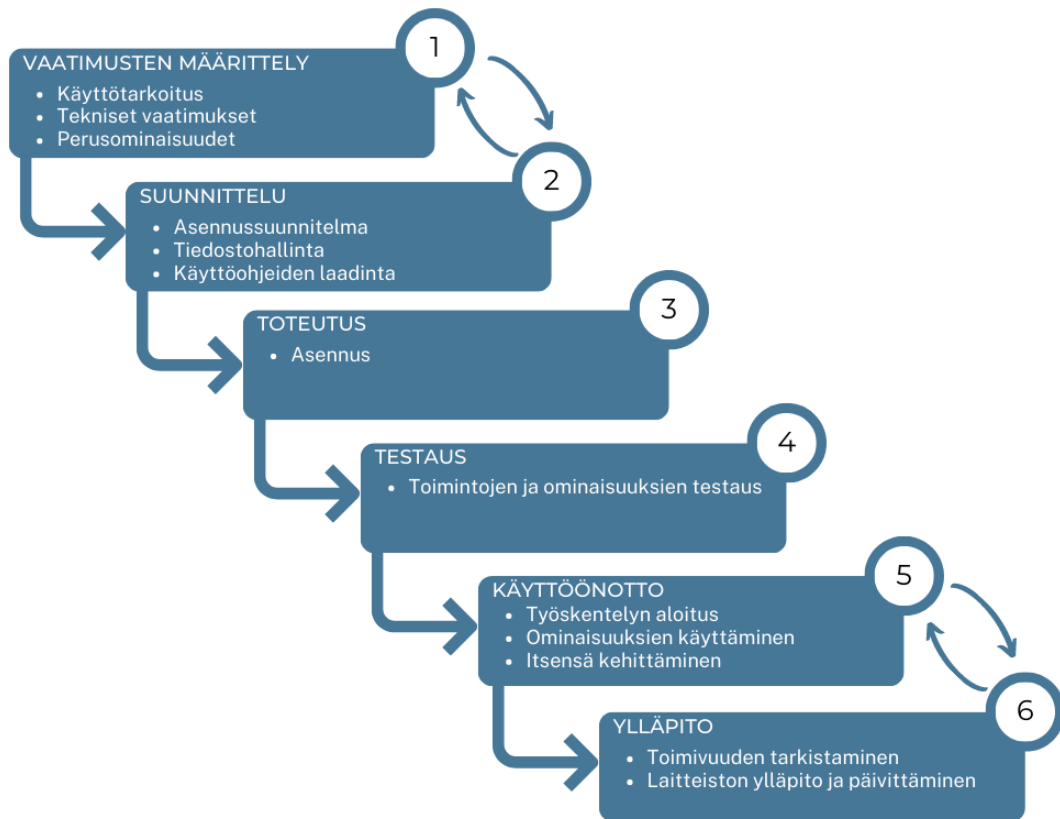 1
VAATIMUSTEN MÄÄRITTELY
• Käyttötarkoitus
• Tekniset vaatimukset
• Perusominaisuudet
2
SUUNNITTELU
• Asennussuunnitelma
• Tiedostohallinta
• Käyttöohjeiden laadinta
3
TOTEUTUS
• Asennus
4
TESTAUS
• Toimintojen ja ominaisuuksien testaus
5
KÄYTTÖÖNOTTO
• Työskentelyn aloitus
• Ominaisuuksien käyttäminen
• Itsensä kehittäminen
6
YLLÄPITO
• Toimivuuden tarkistaminen
• Laitteiston ylläpito ja päivittäminen